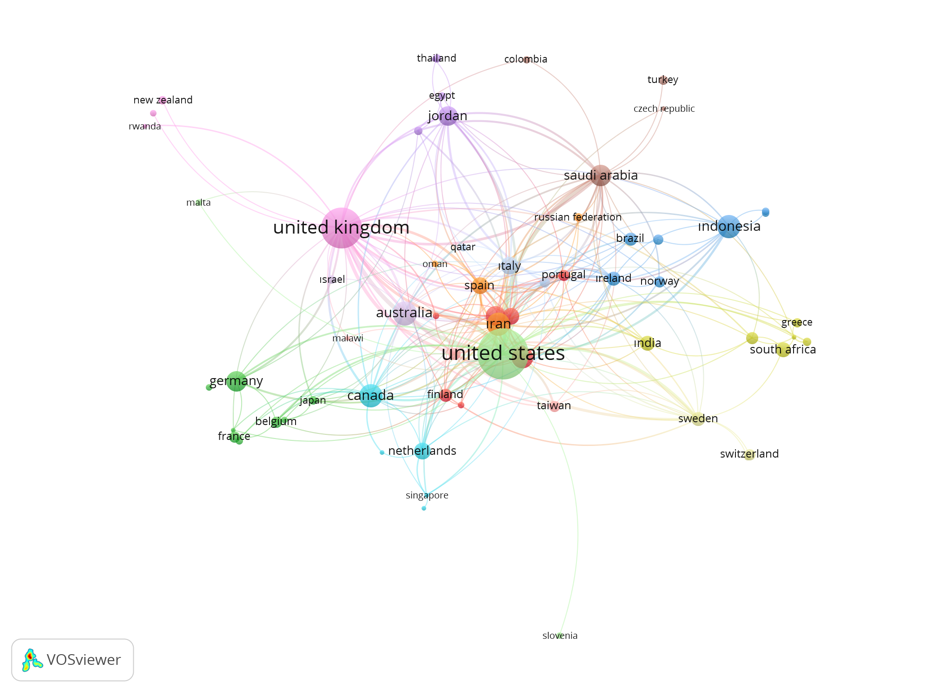 thailand
colombia
turkey
egypt
new zealand
czech republic
jordan
rwanda
saudi arabia
malta
russian federation
united kingdom
indonesia
brazil
qatar
oman
italy
portugal
ireland
norway
israel
spain
australia
iran
greece
malawi
india
south africa
united states
germany
canada
finland
japan
taiwan
belgium
sweden
france
netherlands
switzerland
singapore
slovenia
VOSviewer